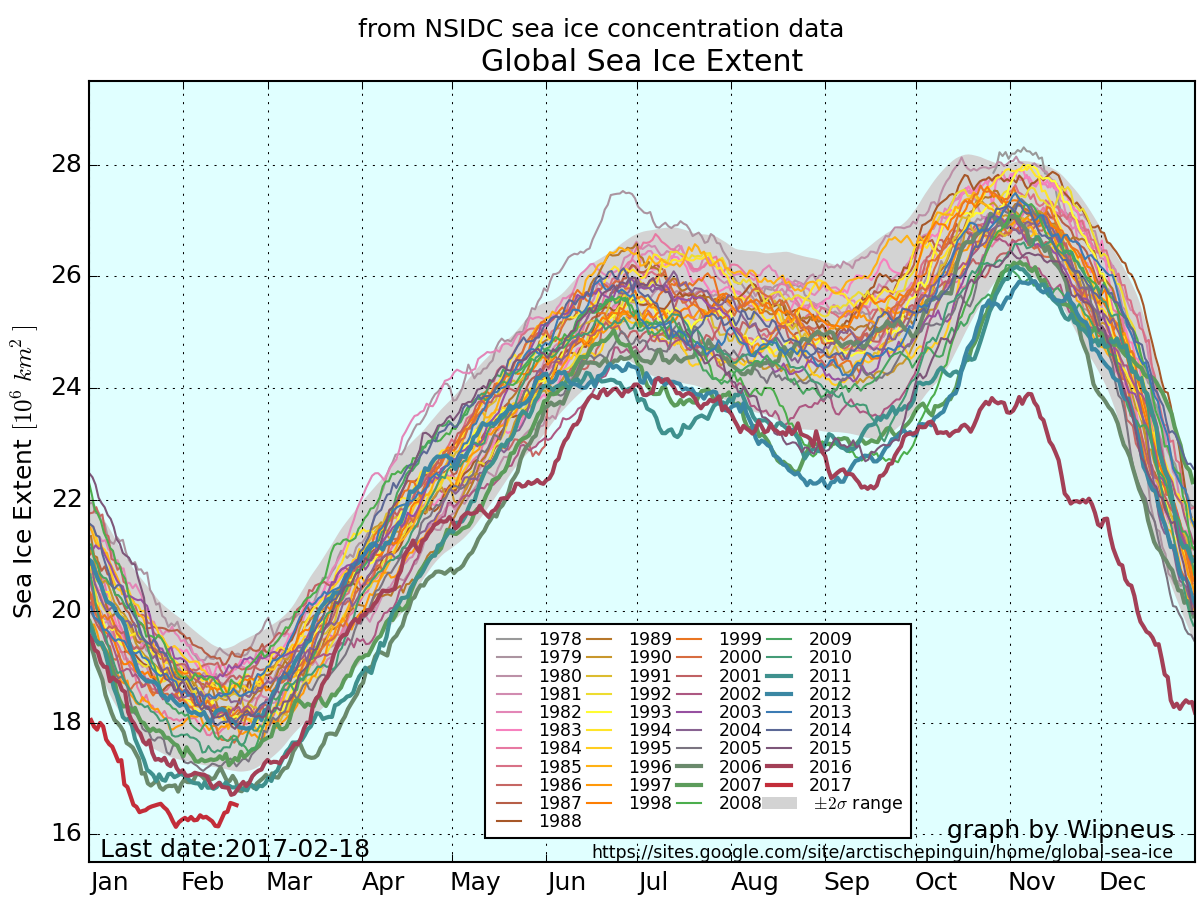 from NSIDC sea ice concentration data
Global Sea Ice Extent
28
26
24
22
20
18
16
Sea Ice Extent [10⁶ km²]
1978 1989 1999 2009
1979 1990 2000 2010
1980 1991 2001 2011
1981 1992 2002 2012
1982 1993 2003 2013
1983 1994 2004 2014
1984 1995 2005 2015
1985 1996 2006 2016
1986 1997 2007 2017
1987 1998 2008 ±2σ range
1988
graph by Wipneus
Last date:2017-02-18
https://sites.google.com/site/arctischepinguin/home/global-sea-ice
Jan Feb Mar Apr May Jun Jul Aug Sep Oct Nov Dec